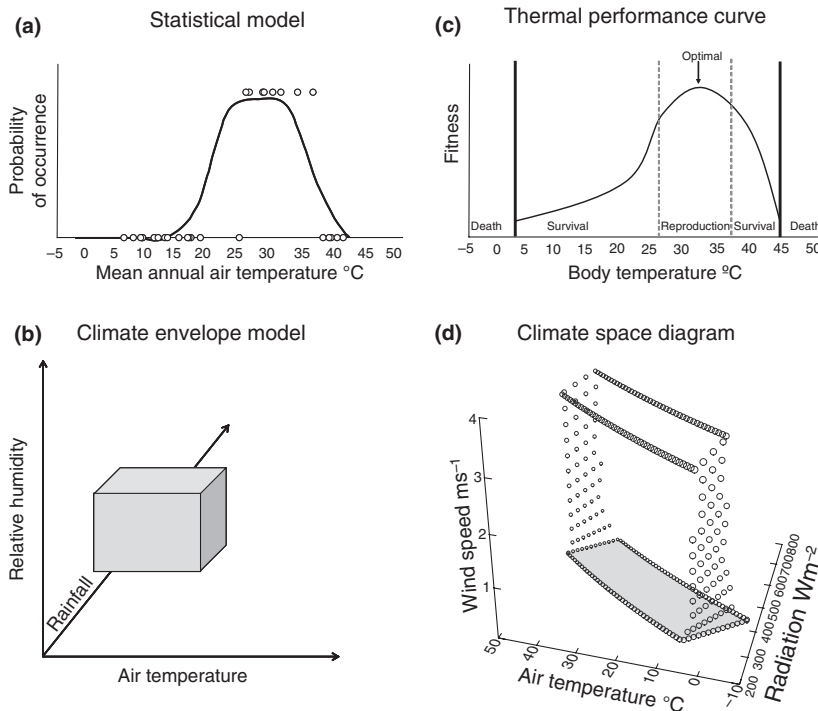 (a) Statistical model
Probability
of occurrence
–5 0 5 10 15 20 25 30 35 40 45 50
Mean annual air temperature °C
(c) Thermal performance curve
Optimal
Fitness
Death Survival Reproduction Survival Death
–5 0 5 10 15 20 25 30 35 40 45 50
Body temperature ºC
(b) Climate envelope model
Relative humidity
Rainfall
Air temperature
(d) Climate space diagram
4
3
2
1
Wind speed ms–1
50 40 30 20 10 0 –10
Air temperature °C
200 300 400 500 600 700 800
Radiation Wm–2